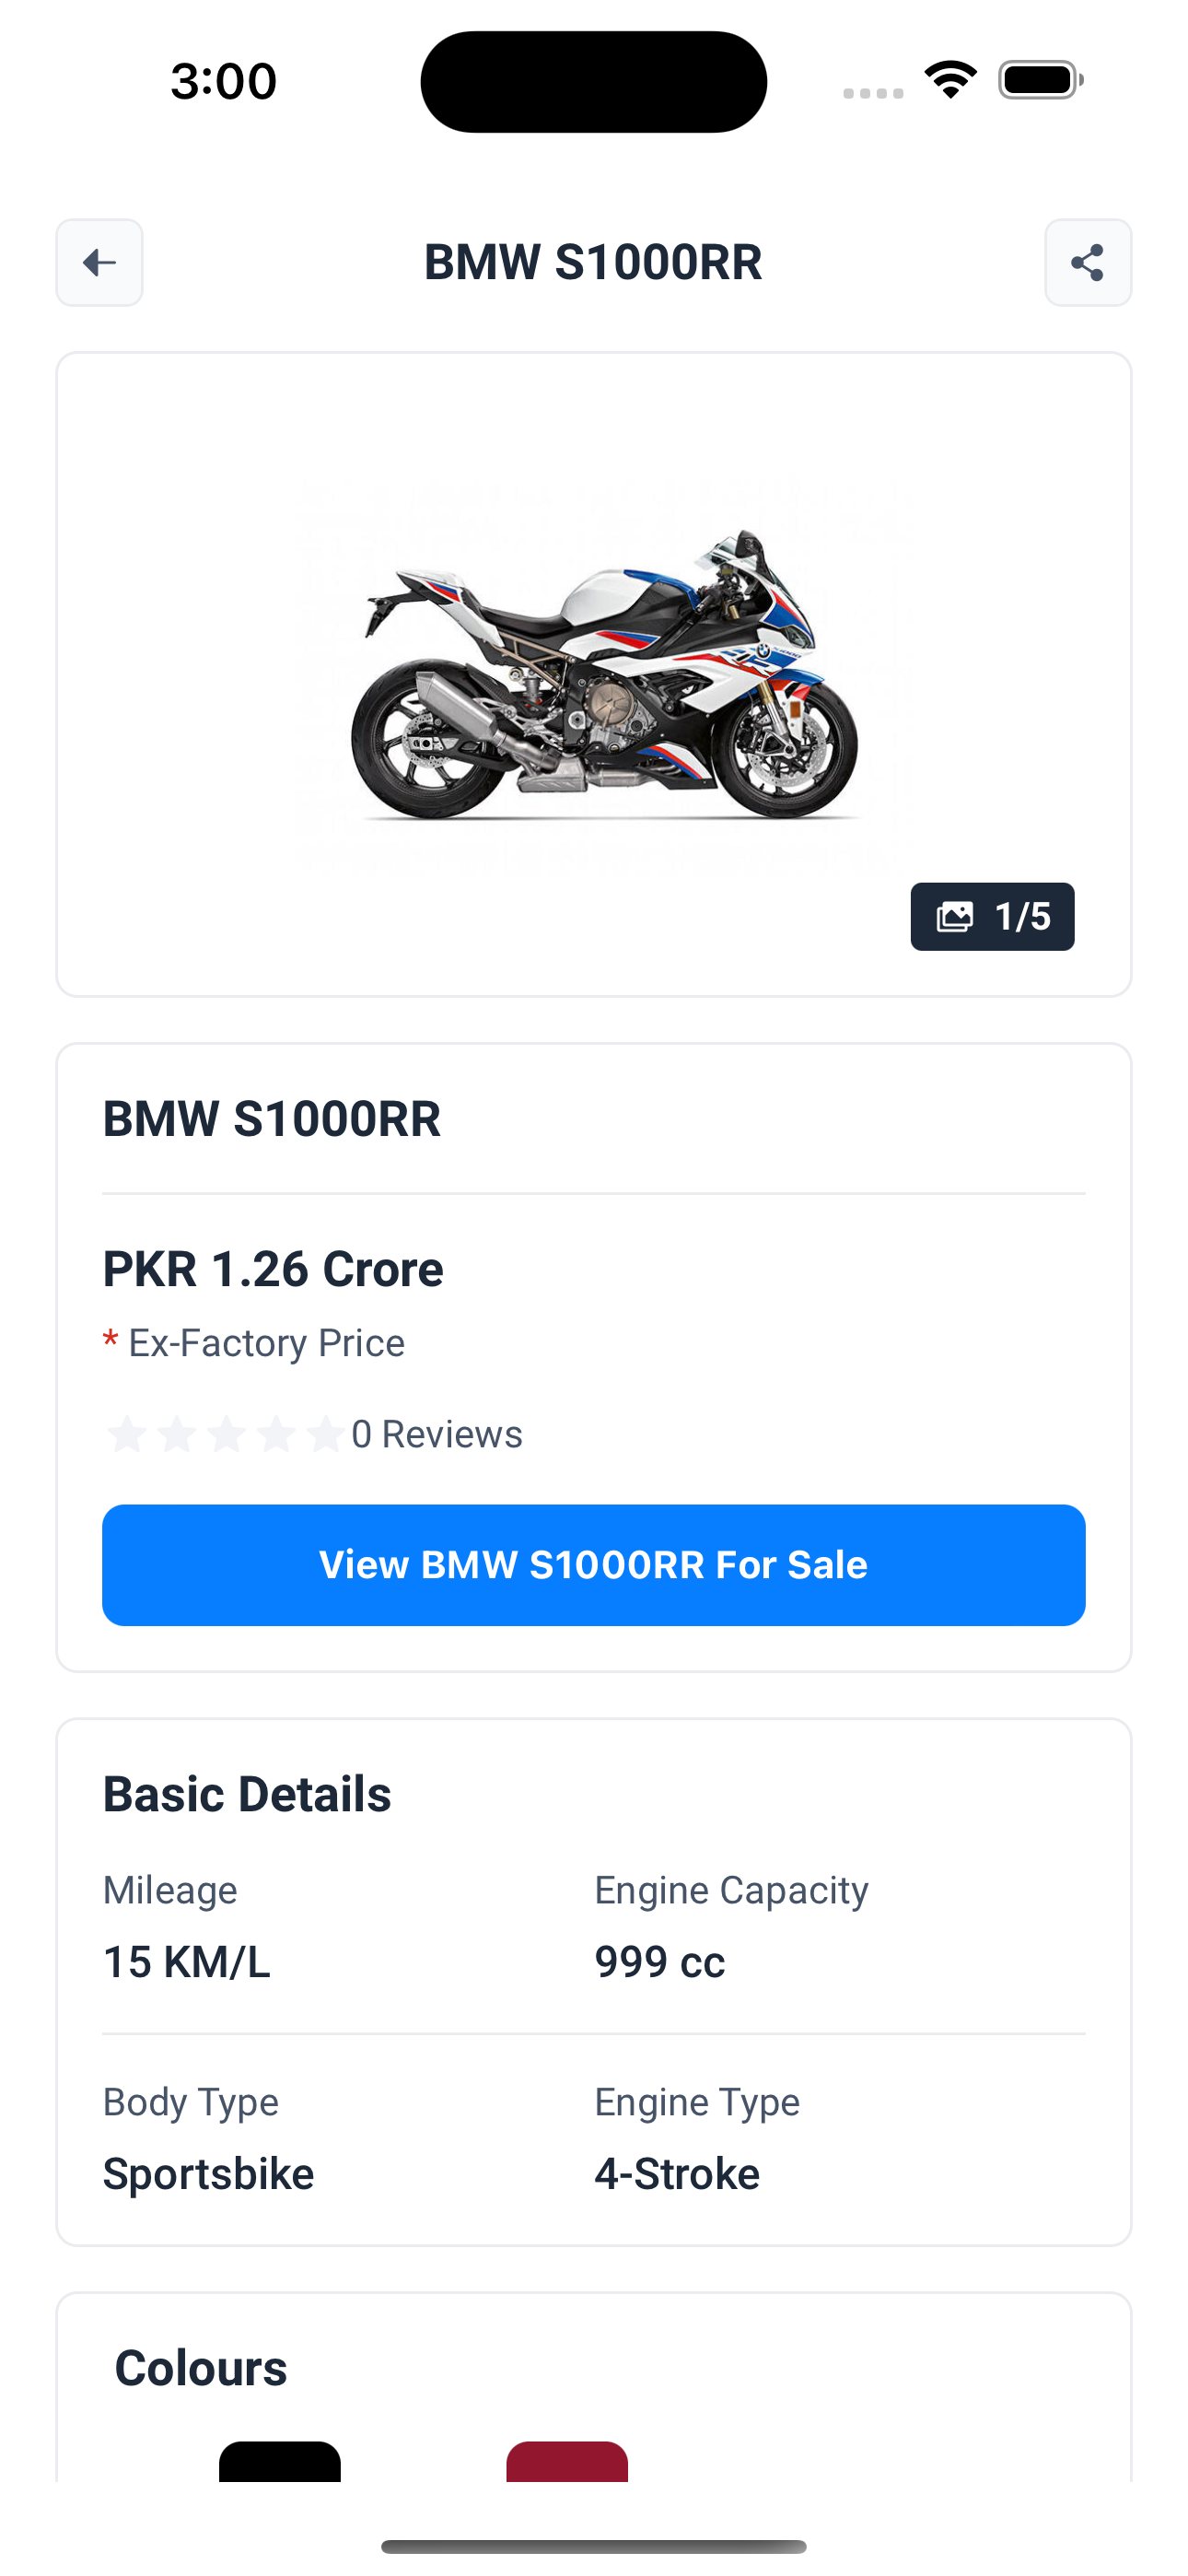 3:00
BMW S1000RR
1/5
BMW S1000RR
PKR 1.26 Crore
* Ex-Factory Price
0 Reviews
View BMW S1000RR For Sale
Basic Details
Mileage
Engine Capacity
15 KM/L
999 cc
Body Type
Engine Type
Sportsbike
4-Stroke
Colours